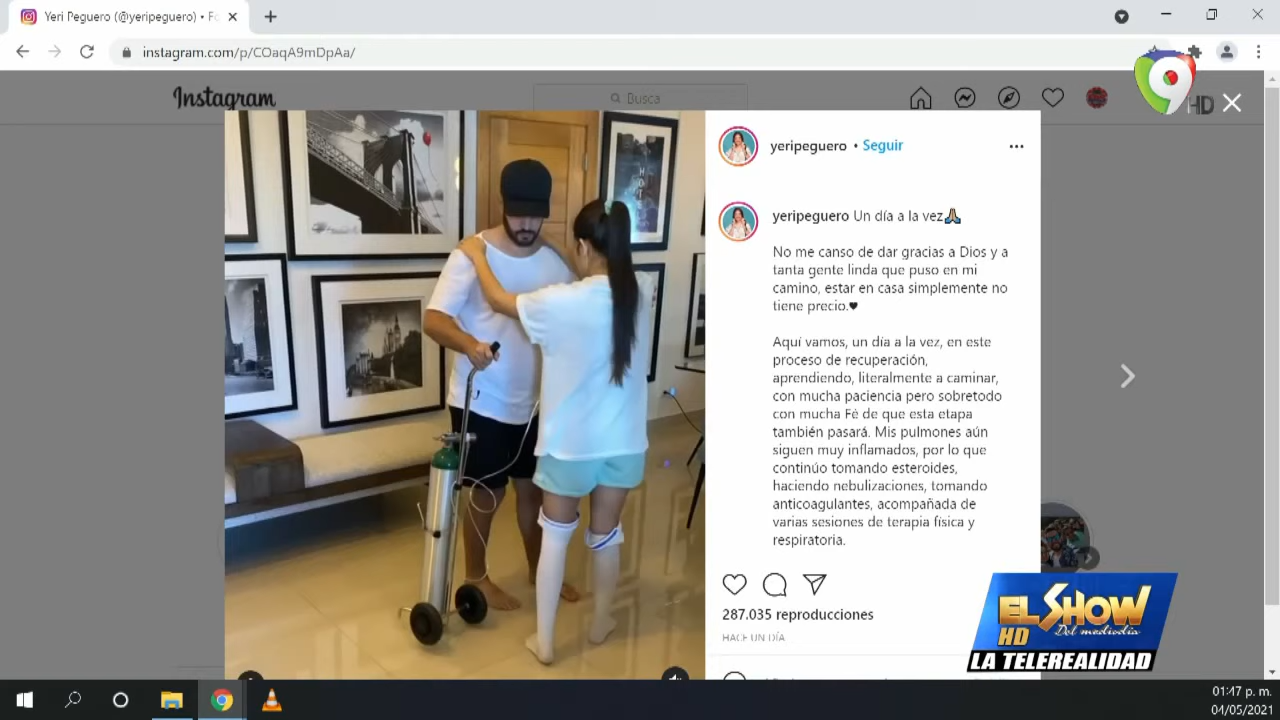 Yeri Peguero (@yeripeguero) • Fo
instagram.com/p/COaqA9mDpAa/
Instagram
Busca
HD
HOTEL
yeripeguero • Seguir
yeripeguero Un día a la vez🙏🏽
No me canso de dar gracias a Dios y a
tanta gente linda que puso en mi
camino, estar en casa simplemente no
tiene precio.♥
Aquí vamos, un día a la vez, en este
proceso de recuperación,
aprendiendo, literalmente a caminar,
con mucha paciencia pero sobretodo
con mucha Fé de que esta etapa
también pasará. Mis pulmones aún
siguen muy inflamados, por lo que
continúo tomando esteroides,
haciendo nebulizaciones, tomando
anticoagulantes, acompañada de
varias sesiones de terapia física y
respiratoria.
287.035 reproducciones
HACE UN DÍA
EL SHOW
HD Del mediodía
LA TELEREALIDAD
01:47 p. m.
04/05/2021